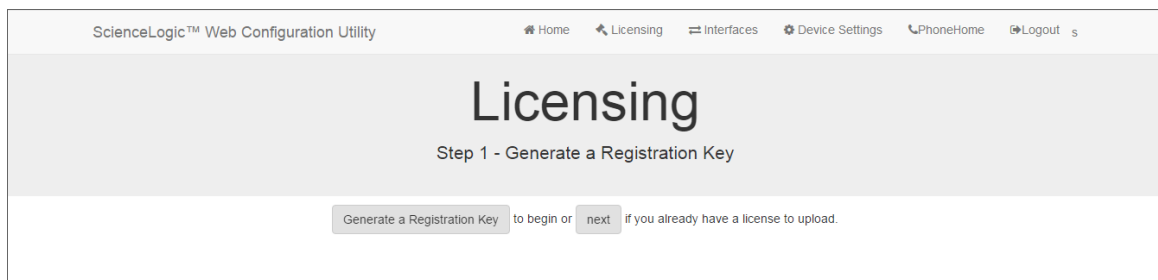 ScienceLogic™ Web Configuration Utility Home Licensing Interfaces Device Settings PhoneHome Logout s
Licensing
Step 1 - Generate a Registration Key
Generate a Registration Key to begin or next if you already have a license to upload.